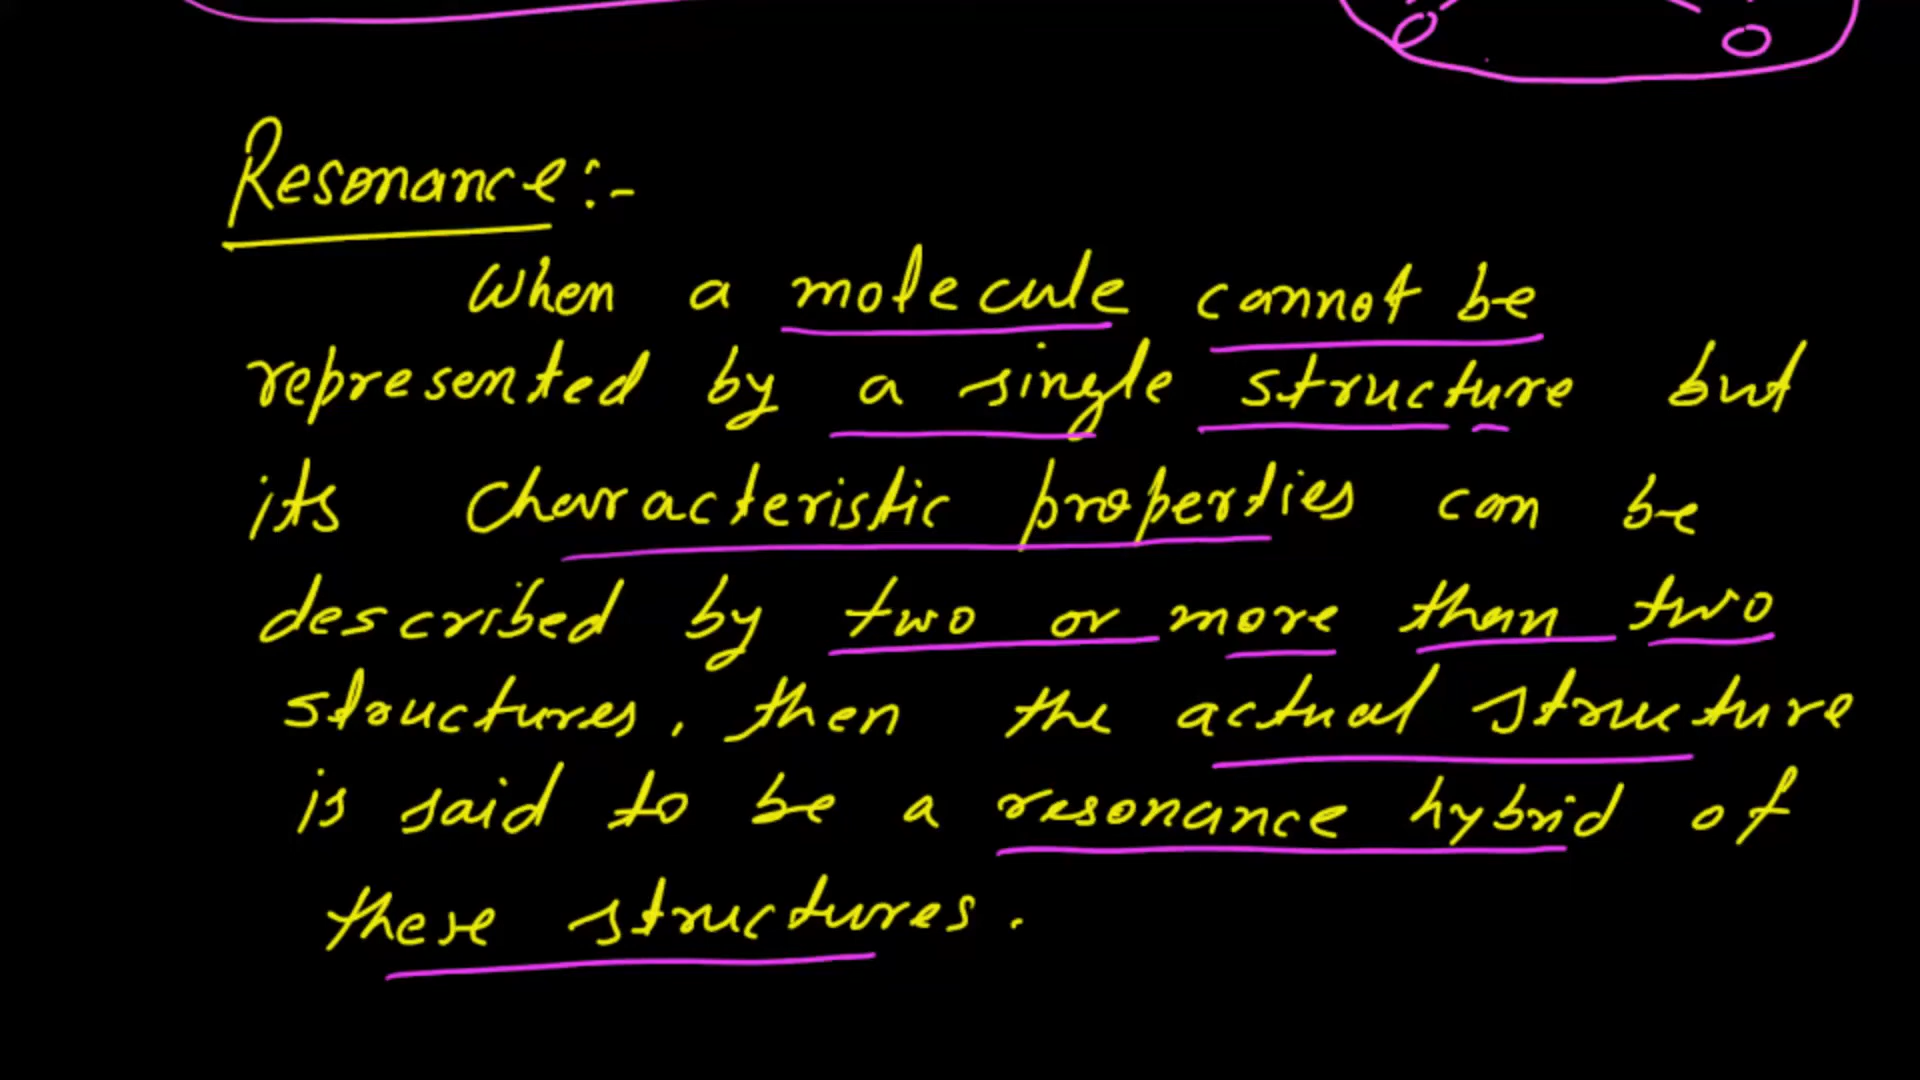 O O
Resonance:-
When a molecule cannot be
represented by a single structure but
its characteristic properties can be
described by two or more than two
structures, then the actual structure
is said to be a resonance hybrid of
these structures.